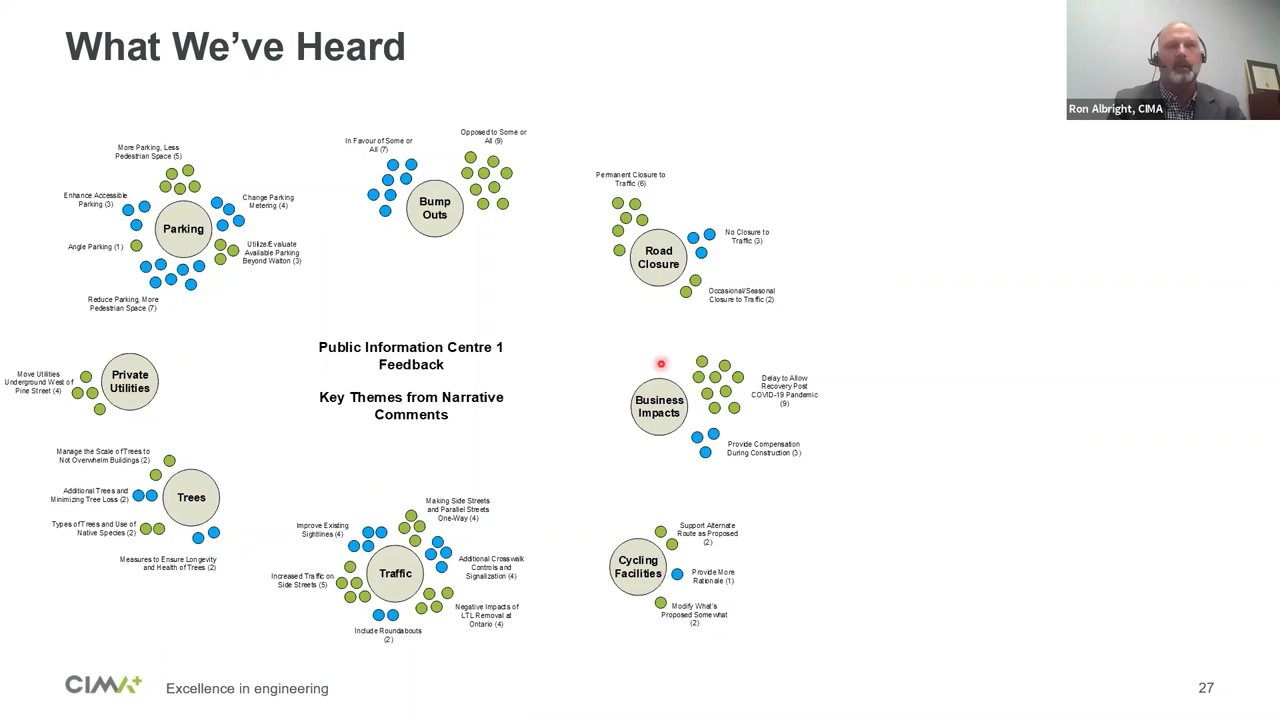 What We've Heard
Ron Albright, CIMA
More Parking, Less
Pedestrian Space (5)
Enhance Accessible
Parking (3)
Change Parking
Metering (4)
Parking
Angle Parking (1)
Utilize/Evaluate
Available Parking
Beyond Walton (3)
Reduce Parking, More
Pedestrian Space (7)
In Favour of Some or
All (7)
Opposed to Some or
All (9)
Bump
Outs
Permanent Closure to
Traffic (6)
Road
Closure
No Closure to
Traffic (3)
Occasional/Seasonal
Closure to Traffic (2)
Public Information Centre 1
Feedback
Key Themes from Narrative
Comments
Move Utilities
Underground West of
Pine Street (4)
Private
Utilities
Business
Impacts
Delay to Allow
Recovery Post
COVID-19 Pandemic
(9)
Provide Compensation
During Construction (3)
Manage the Scale of Trees to
Not Overwhelm Buildings (2)
Additional Trees and
Minimizing Tree Loss (2)
Trees
Types of Trees and Use of
Native Species (2)
Measures to Ensure Longevity
and Health of Trees (2)
Making Side Streets
and Parallel Streets
One-Way (4)
Improve Existing
Sightlines (4)
Traffic
Additional Crosswalk
Controls and
Signalization (4)
Increased Traffic on
Side Streets (5)
Negative Impacts of
LTL Removal at
Ontario (4)
Include Roundabouts
(2)
Support Alternate
Route as Proposed
(2)
Cycling
Facilities
Provide More
Rationale (1)
Modify What's
Proposed Somewhat
(2)
CIMA+
Excellence in engineering
27